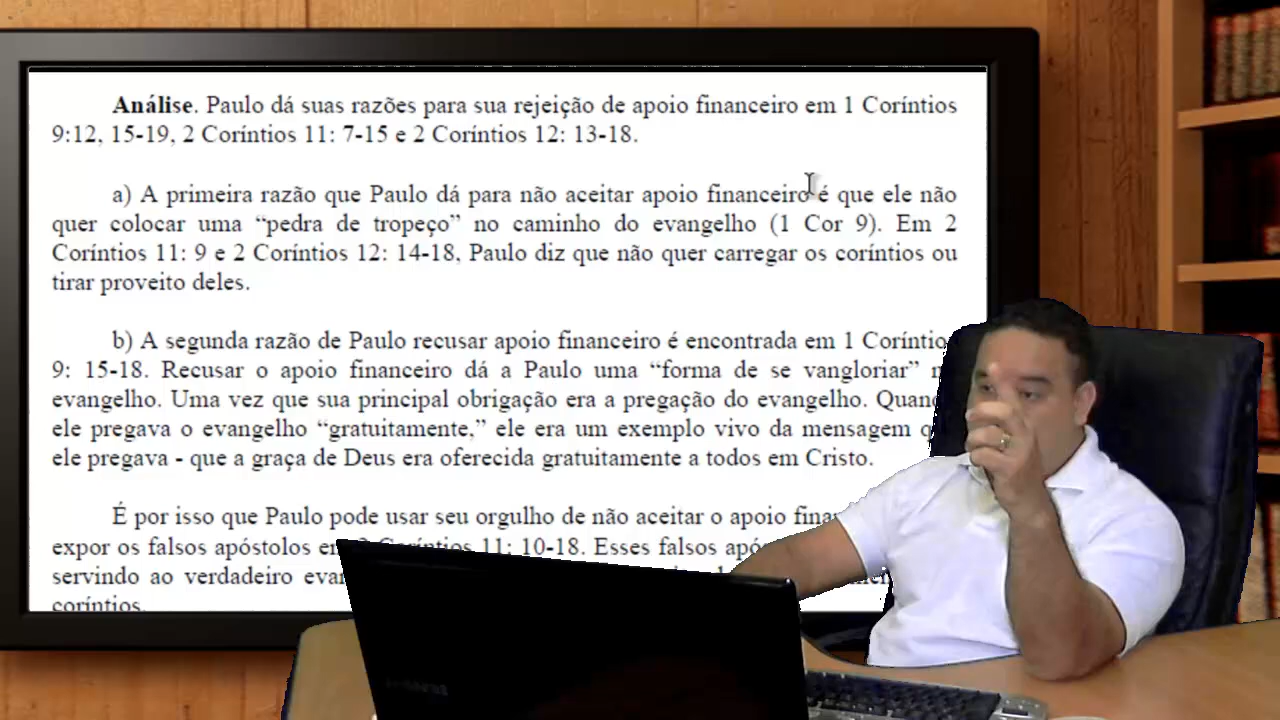 Análise. Paulo dá suas razões para sua rejeição de apoio financeiro em 1 Coríntios
9:12, 15-19, 2 Coríntios 11: 7-15 e 2 Coríntios 12: 13-18.
a) A primeira razão que Paulo dá para não aceitar apoio financeiro é que ele não
quer colocar uma “pedra de tropeço” no caminho do evangelho (1 Cor 9). Em 2
Coríntios 11: 9 e 2 Coríntios 12: 14-18, Paulo diz que não quer carregar os coríntios ou
tirar proveito deles.
b) A segunda razão de Paulo recusar apoio financeiro é encontrada em 1
9: 15-18. Recusar o apoio financeiro dá a Paulo uma “forma de se vangloriar”
evangelho. Uma vez que sua principal obrigação era a pregação do evangelho.
ele pregava o evangelho “gratuitamente,” ele era um exemplo vivo da mensagem
ele pregava - que a graça de Deus era oferecida gratuitamente a todos em Cristo.
É por isso que Paulo pode usar seu orgulho de não aceitar o apoio
expor os falsos apóstolos Coríntios 11: 10-18. Esses falsos
servindo ao verdadeiro
coríntios.